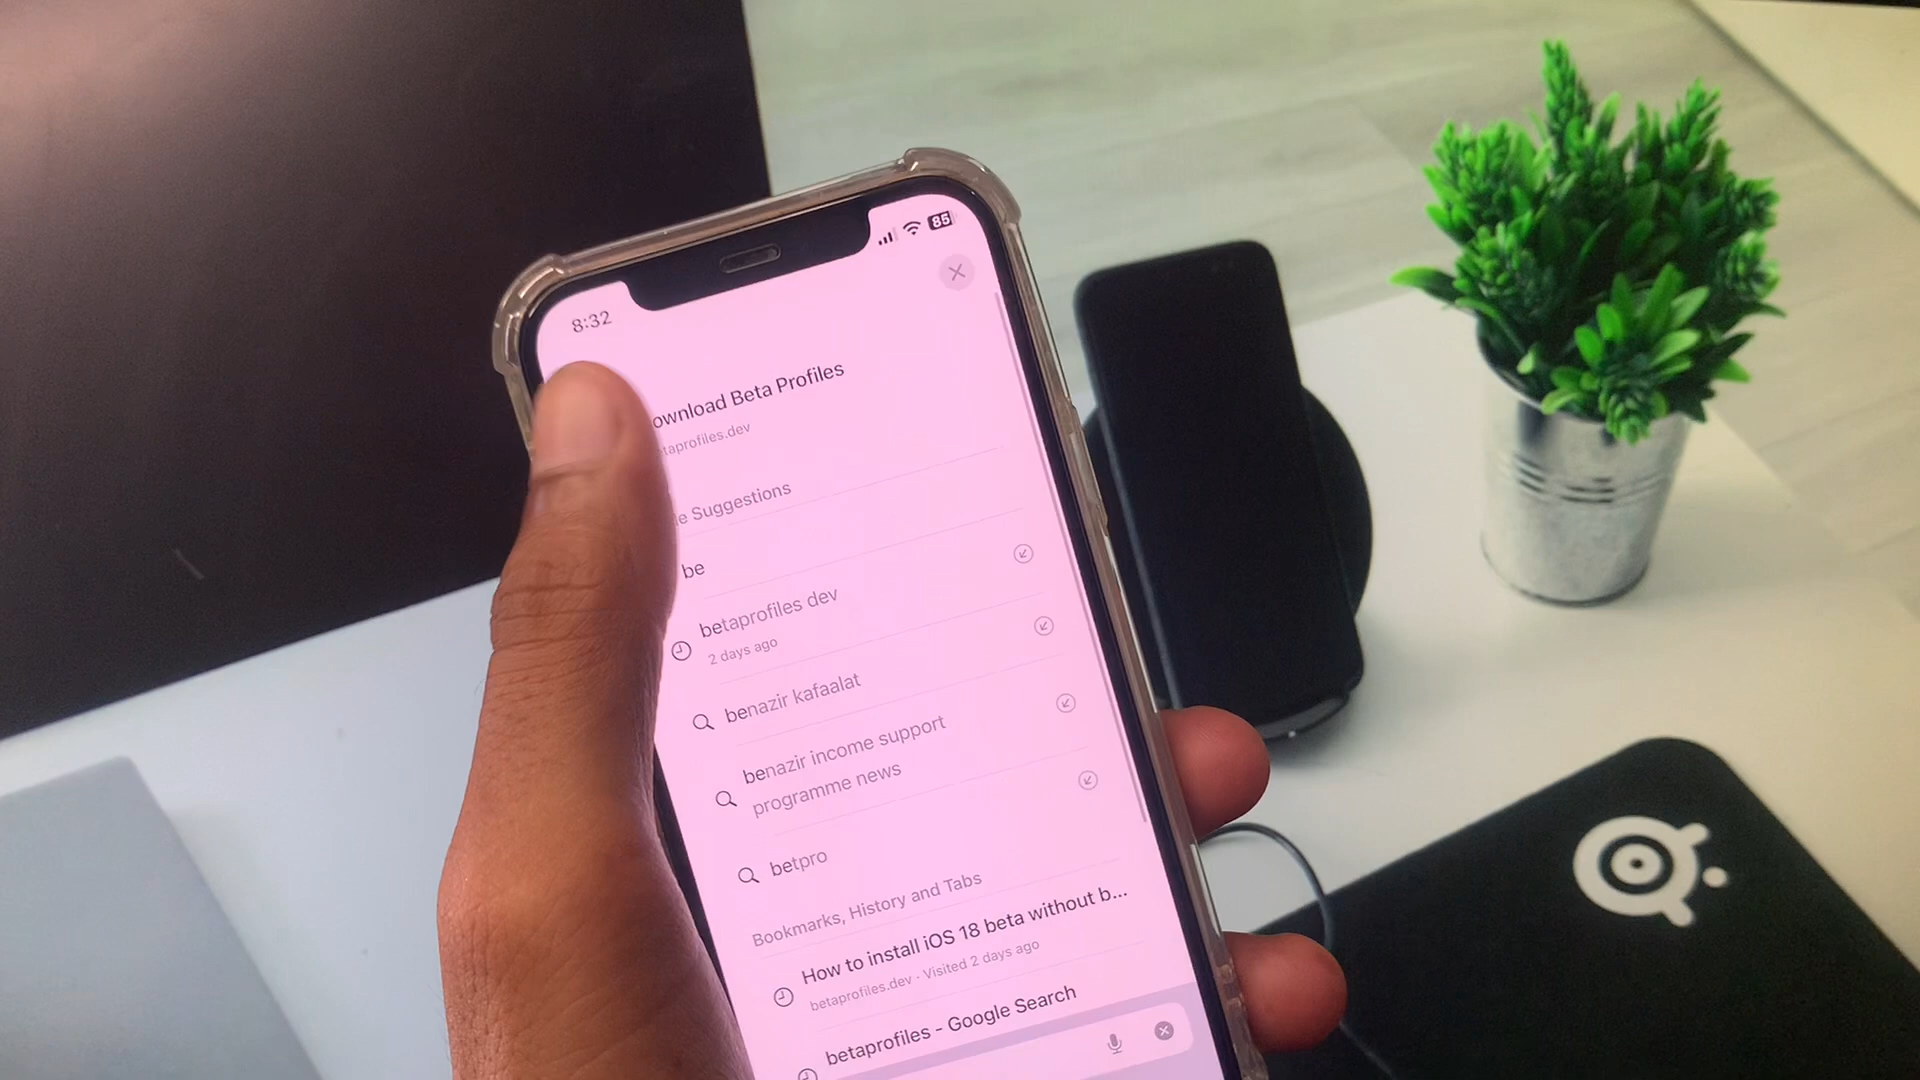 8:32
85
ownload Beta Profiles
taprofiles.dev
le Suggestions
be
betaprofiles dev
2 days ago
benazir kafaalat
benazir income support
programme news
betpro
Bookmarks, History and Tabs
How to install iOS 18 beta without b...
betaprofiles.dev · Visited 2 days ago
betaprofiles - Google Search